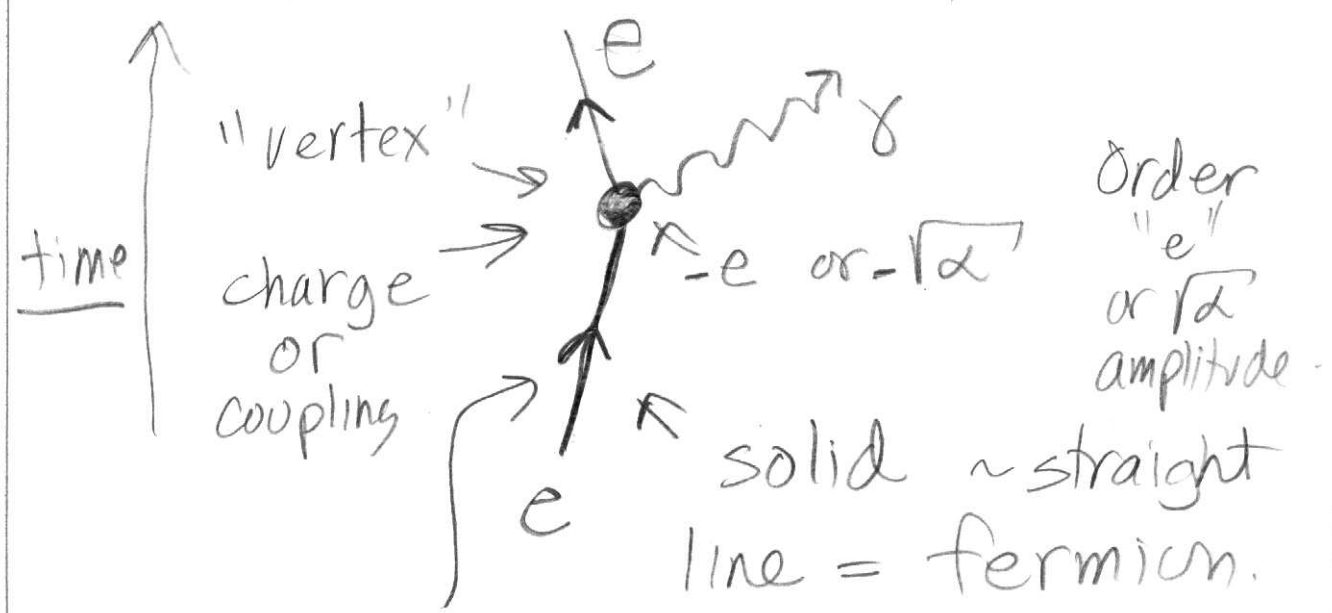 time
"vertex"
charge
or
coupling
e
γ
-e or -√α
e
Order
"e"
or √α
amplitude.
solid ~straight
line = fermion.